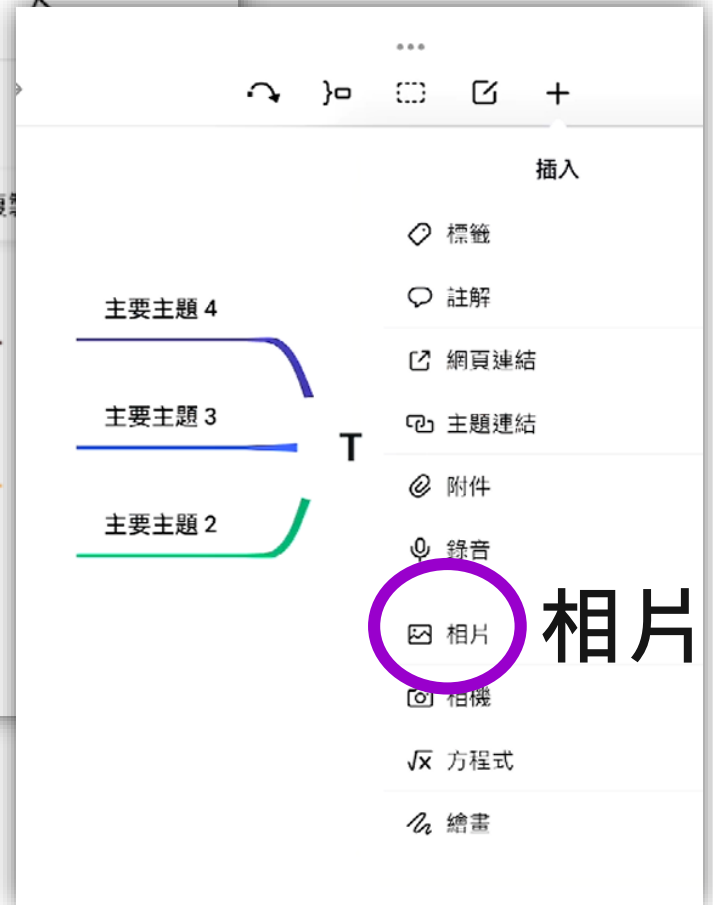 插入
標籤
註解
主要主題 4
網頁連結
主要主題 3
主題連結
T
附件
主要主題 2
錄音
相片
相片
相機
方程式
繪畫